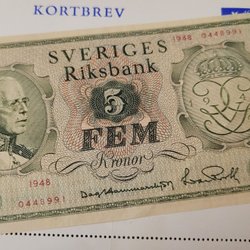 KORTBREV
SVERIGES
Riksbank
1948 0448991
5
FEM
Kronor
1948
0448991